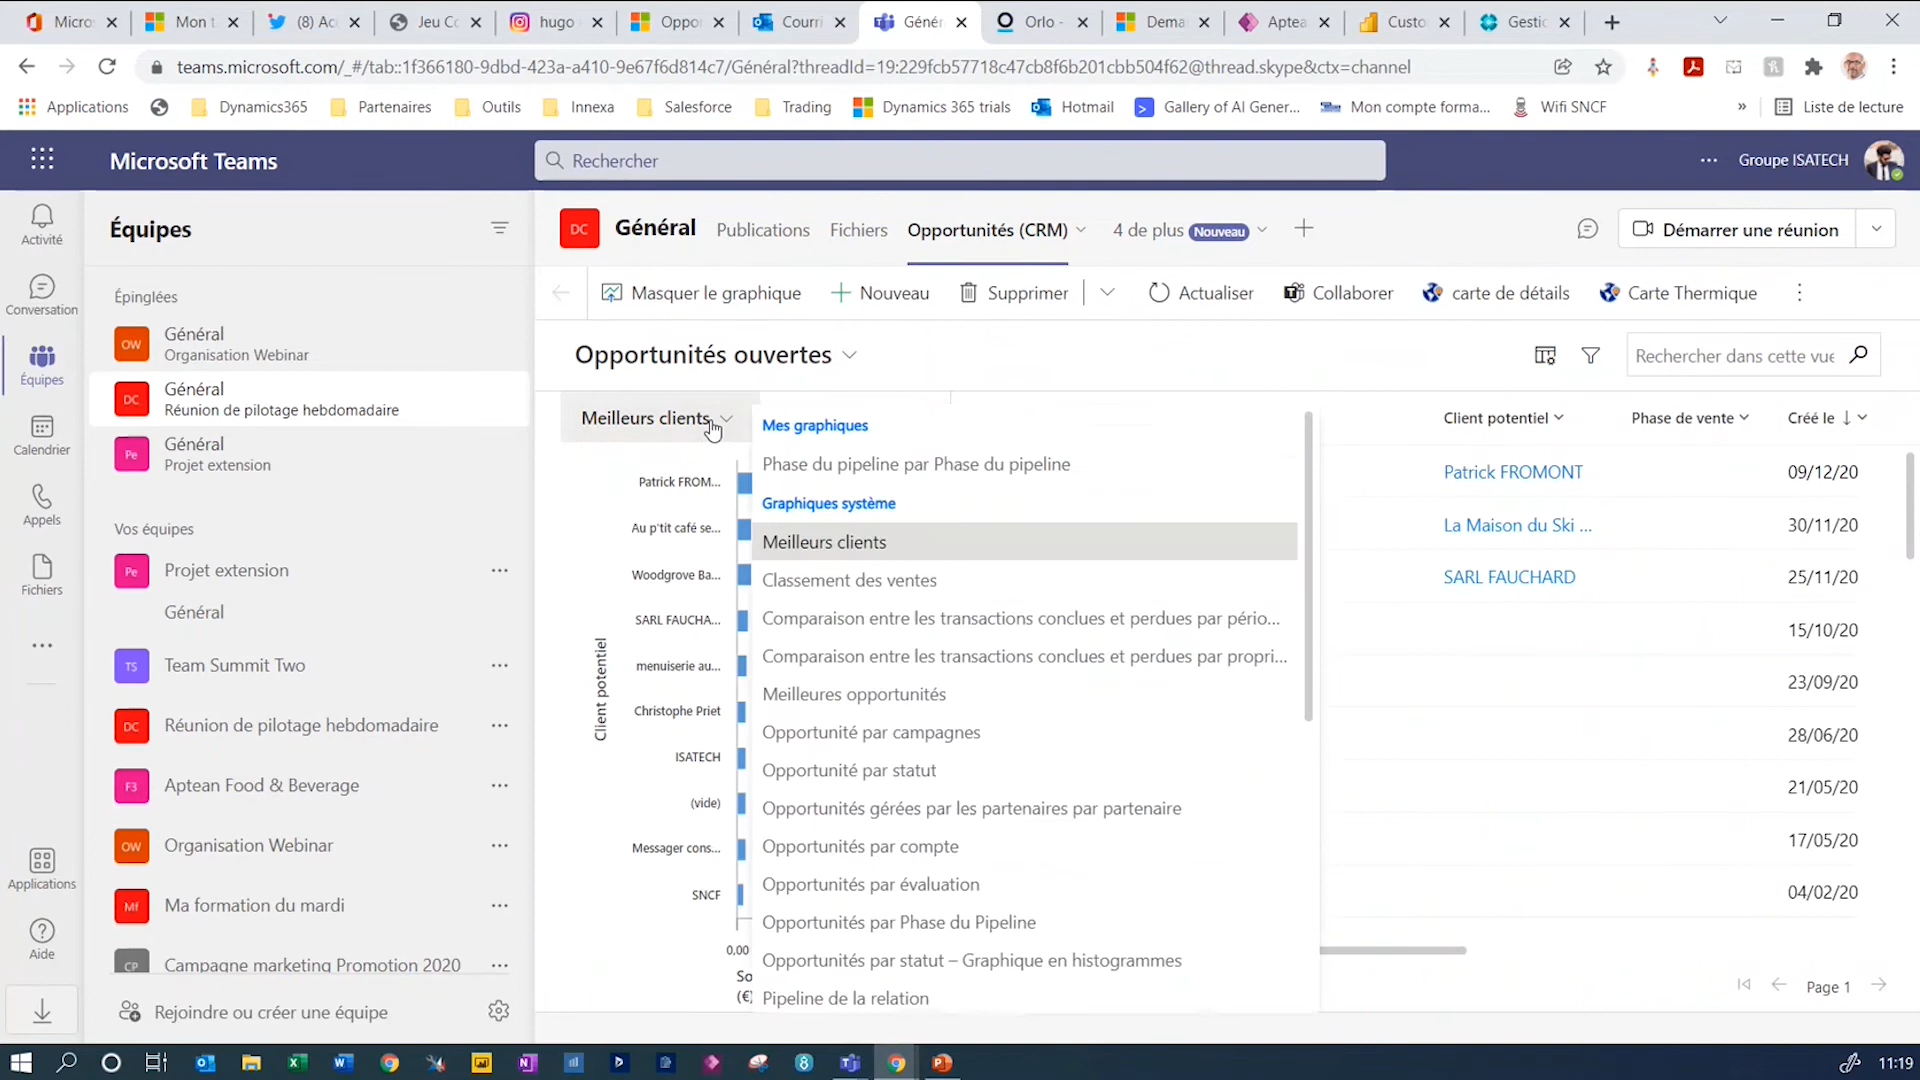 Micros
Mon t
(8) Acc
Jeu Co
hugo
Oppor
Courri
Génér
Orlo -
Dema
Aptea
Custo
Gestic
teams.microsoft.com/_#/tab::1f366180-9dbd-423a-a410-9e67f6d814c7/Général?threadId=19:229fcb57718c47cb8f6b201cbb504f62@thread.skype&ctx=channel
Applications
Dynamics365
Partenaires
Outils
Innexa
Salesforce
Trading
Dynamics 365 trials
Hotmail
Gallery of AI Gener...
Mon compte forma...
Wifi SNCF
»
Liste de lecture
Microsoft Teams
Rechercher
Groupe ISATECH
Activité
Conversation
Équipes
Calendrier
Appels
Fichiers
Applications
Aide
Équipes
Épinglées
OW
Général
Organisation Webinar
DC
Général
Réunion de pilotage hebdomadaire
Pe
Général
Projet extension
Vos équipes
Pe
Projet extension
Général
TS
Team Summit Two
DC
Réunion de pilotage hebdomadaire
F3
Aptean Food & Beverage
OW
Organisation Webinar
Mf
Ma formation du mardi
CP
Campagne marketing Promotion 2020
Rejoindre ou créer une équipe
DC
Général
Publications
Fichiers
Opportunités (CRM)
4 de plus
Nouveau
Démarrer une réunion
Masquer le graphique
Nouveau
Supprimer
Actualiser
Collaborer
carte de détails
Carte Thermique
Opportunités ouvertes
Rechercher dans cette vue
Meilleurs clients
Client potentiel
Patrick FROM...
Au p'tit café se...
Woodgrove Ba...
SARL FAUCHA...
menuiserie au...
Christophe Priet
ISATECH
(vide)
Messager cons...
SNCF
0,00
So
(€)
Mes graphiques
Phase du pipeline par Phase du pipeline
Graphiques système
Meilleurs clients
Classement des ventes
Comparaison entre les transactions conclues et perdues par pério...
Comparaison entre les transactions conclues et perdues par propri...
Meilleures opportunités
Opportunité par campagnes
Opportunité par statut
Opportunités gérées par les partenaires par partenaire
Opportunités par compte
Opportunités par évaluation
Opportunités par Phase du Pipeline
Opportunités par statut – Graphique en histogrammes
Pipeline de la relation
Client potentiel
Phase de vente
Créé le
Patrick FROMONT
09/12/20
La Maison du Ski ...
30/11/20
SARL FAUCHARD
25/11/20
15/10/20
23/09/20
28/06/20
21/05/20
17/05/20
04/02/20
Page 1
11:19